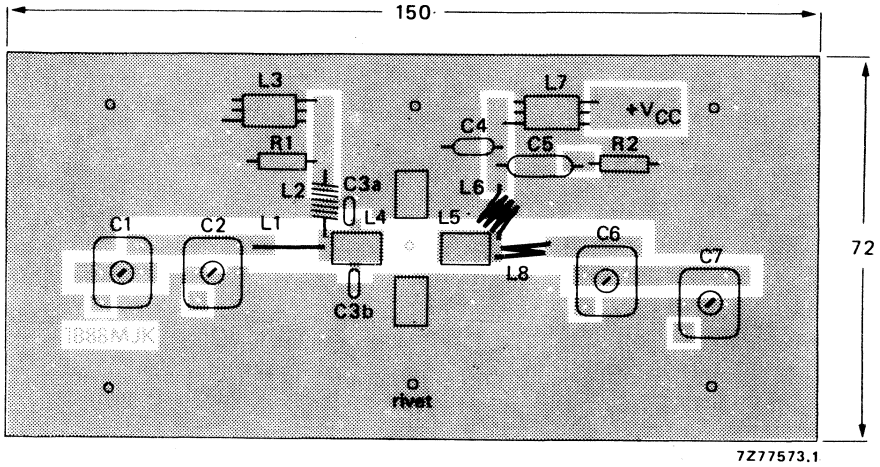 150
L3
L7
+VCC
C4
R1
C5
R2
L2
C3a
L6
C1
C2
L1
L4
L5
C6
C7
72
L8
C3b
1888MJK
rivet
7Z77573.1